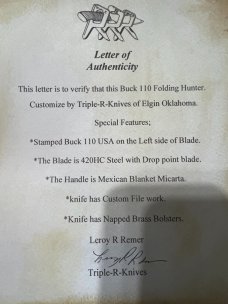 Letter of
Authenticity
This letter is to verify that this Buck 110 Folding Hunter.
Customize by Triple-R-Knives of Elgin Oklahoma.
Special Features;
*Stamped Buck 110 USA on the Left side of Blade.
*The Blade is 420HC Steel with Drop point blade.
*The Handle is Mexican Blanket Micarta.
*knife has Custom File work.
*Knife has Napped Brass Bolsters.
Leroy R Remer
Leroy R Remer
Triple-R-Knives